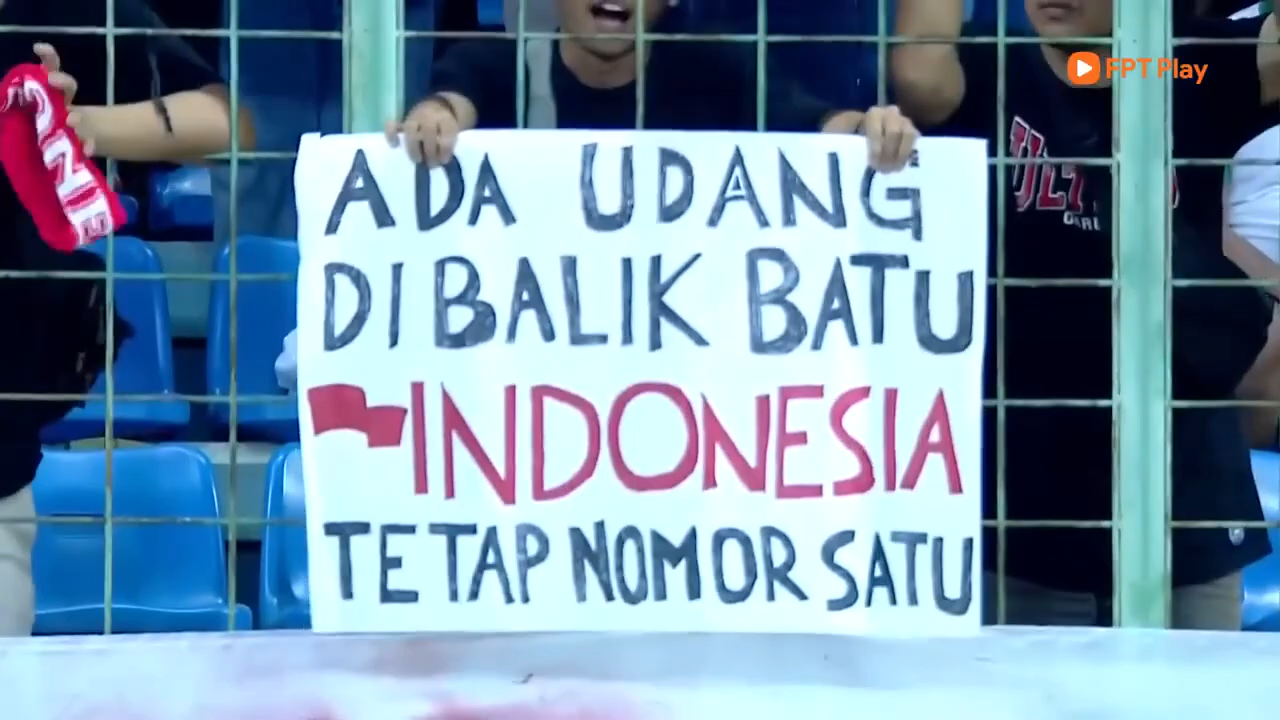 FPT Play
ADA UDANG
DI BALIK BATU
INDONESIA
TETAP NOMOR SATU